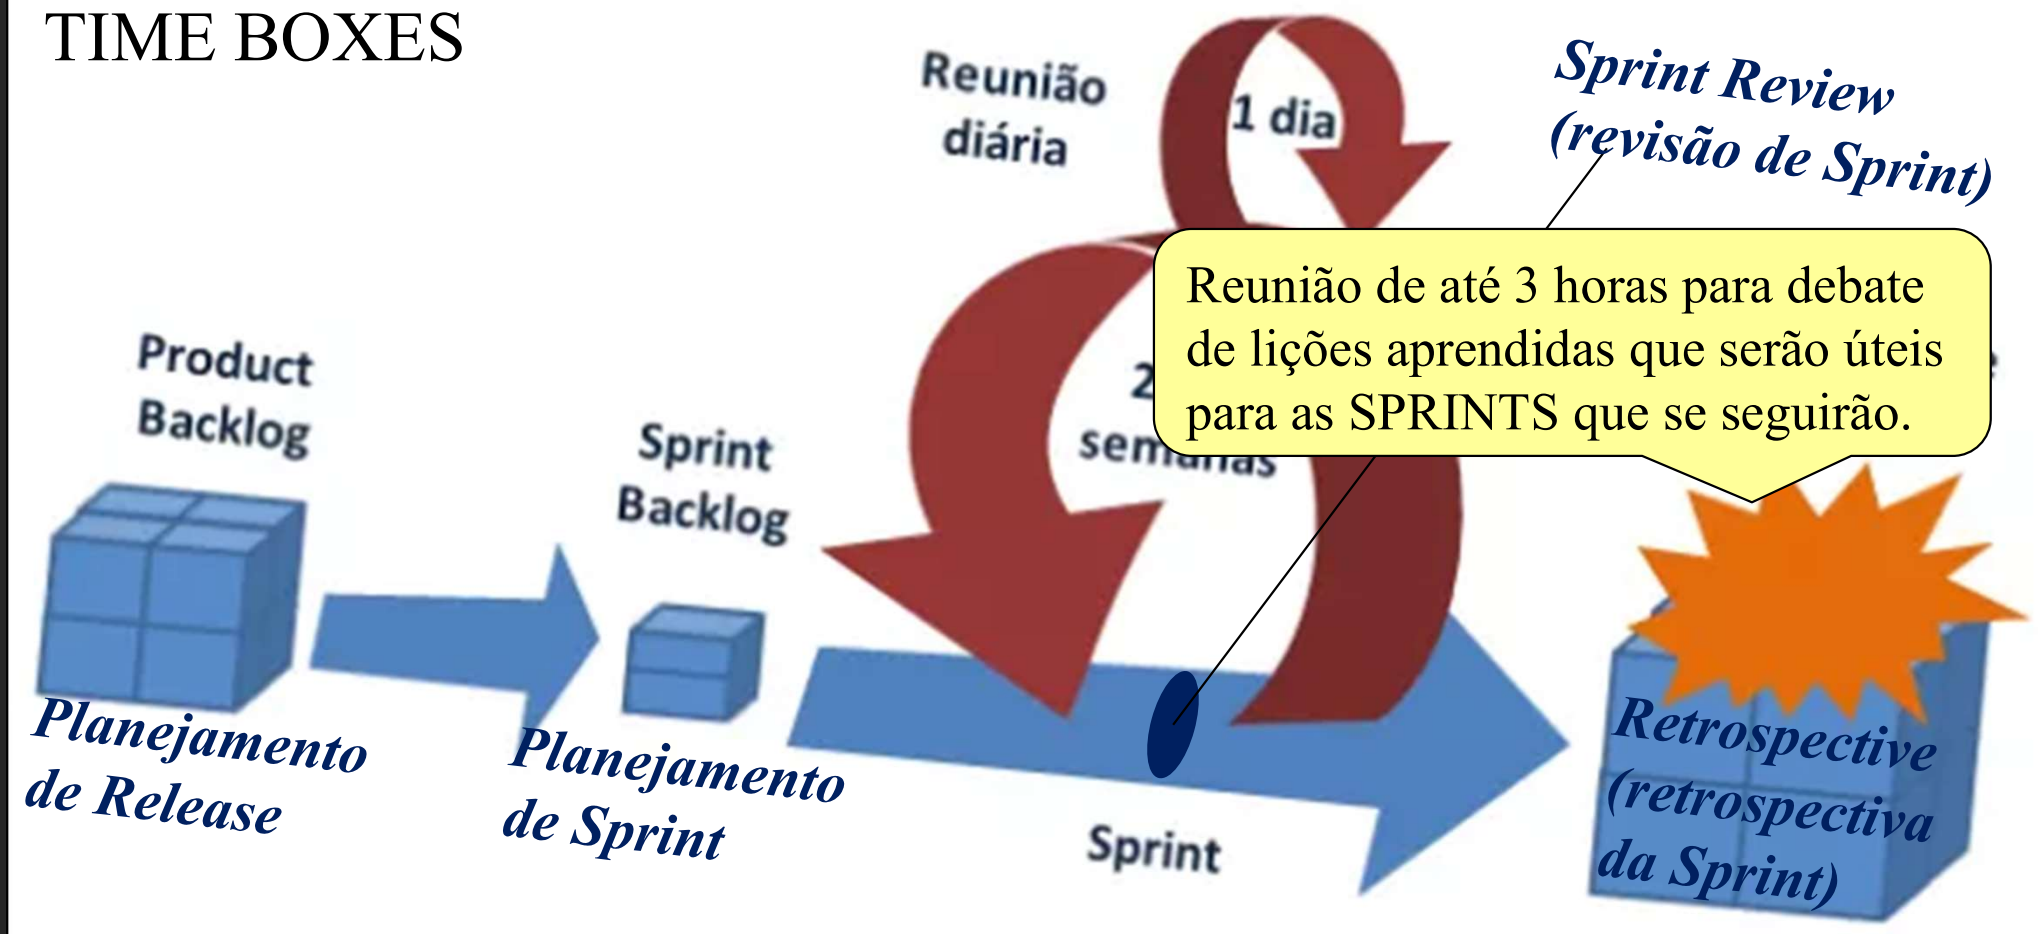 TIME BOXES
Reunião
diária
1 dia
Sprint Review
(revisão de Sprint)
Reunião de até 3 horas para debate
de lições aprendidas que serão úteis
para as SPRINTS que se seguirão.
Product
Backlog
Sprint
Backlog
2
semanas
Planejamento
de Release
Planejamento
de Sprint
Sprint
Retrospective
(retrospectiva
da Sprint)